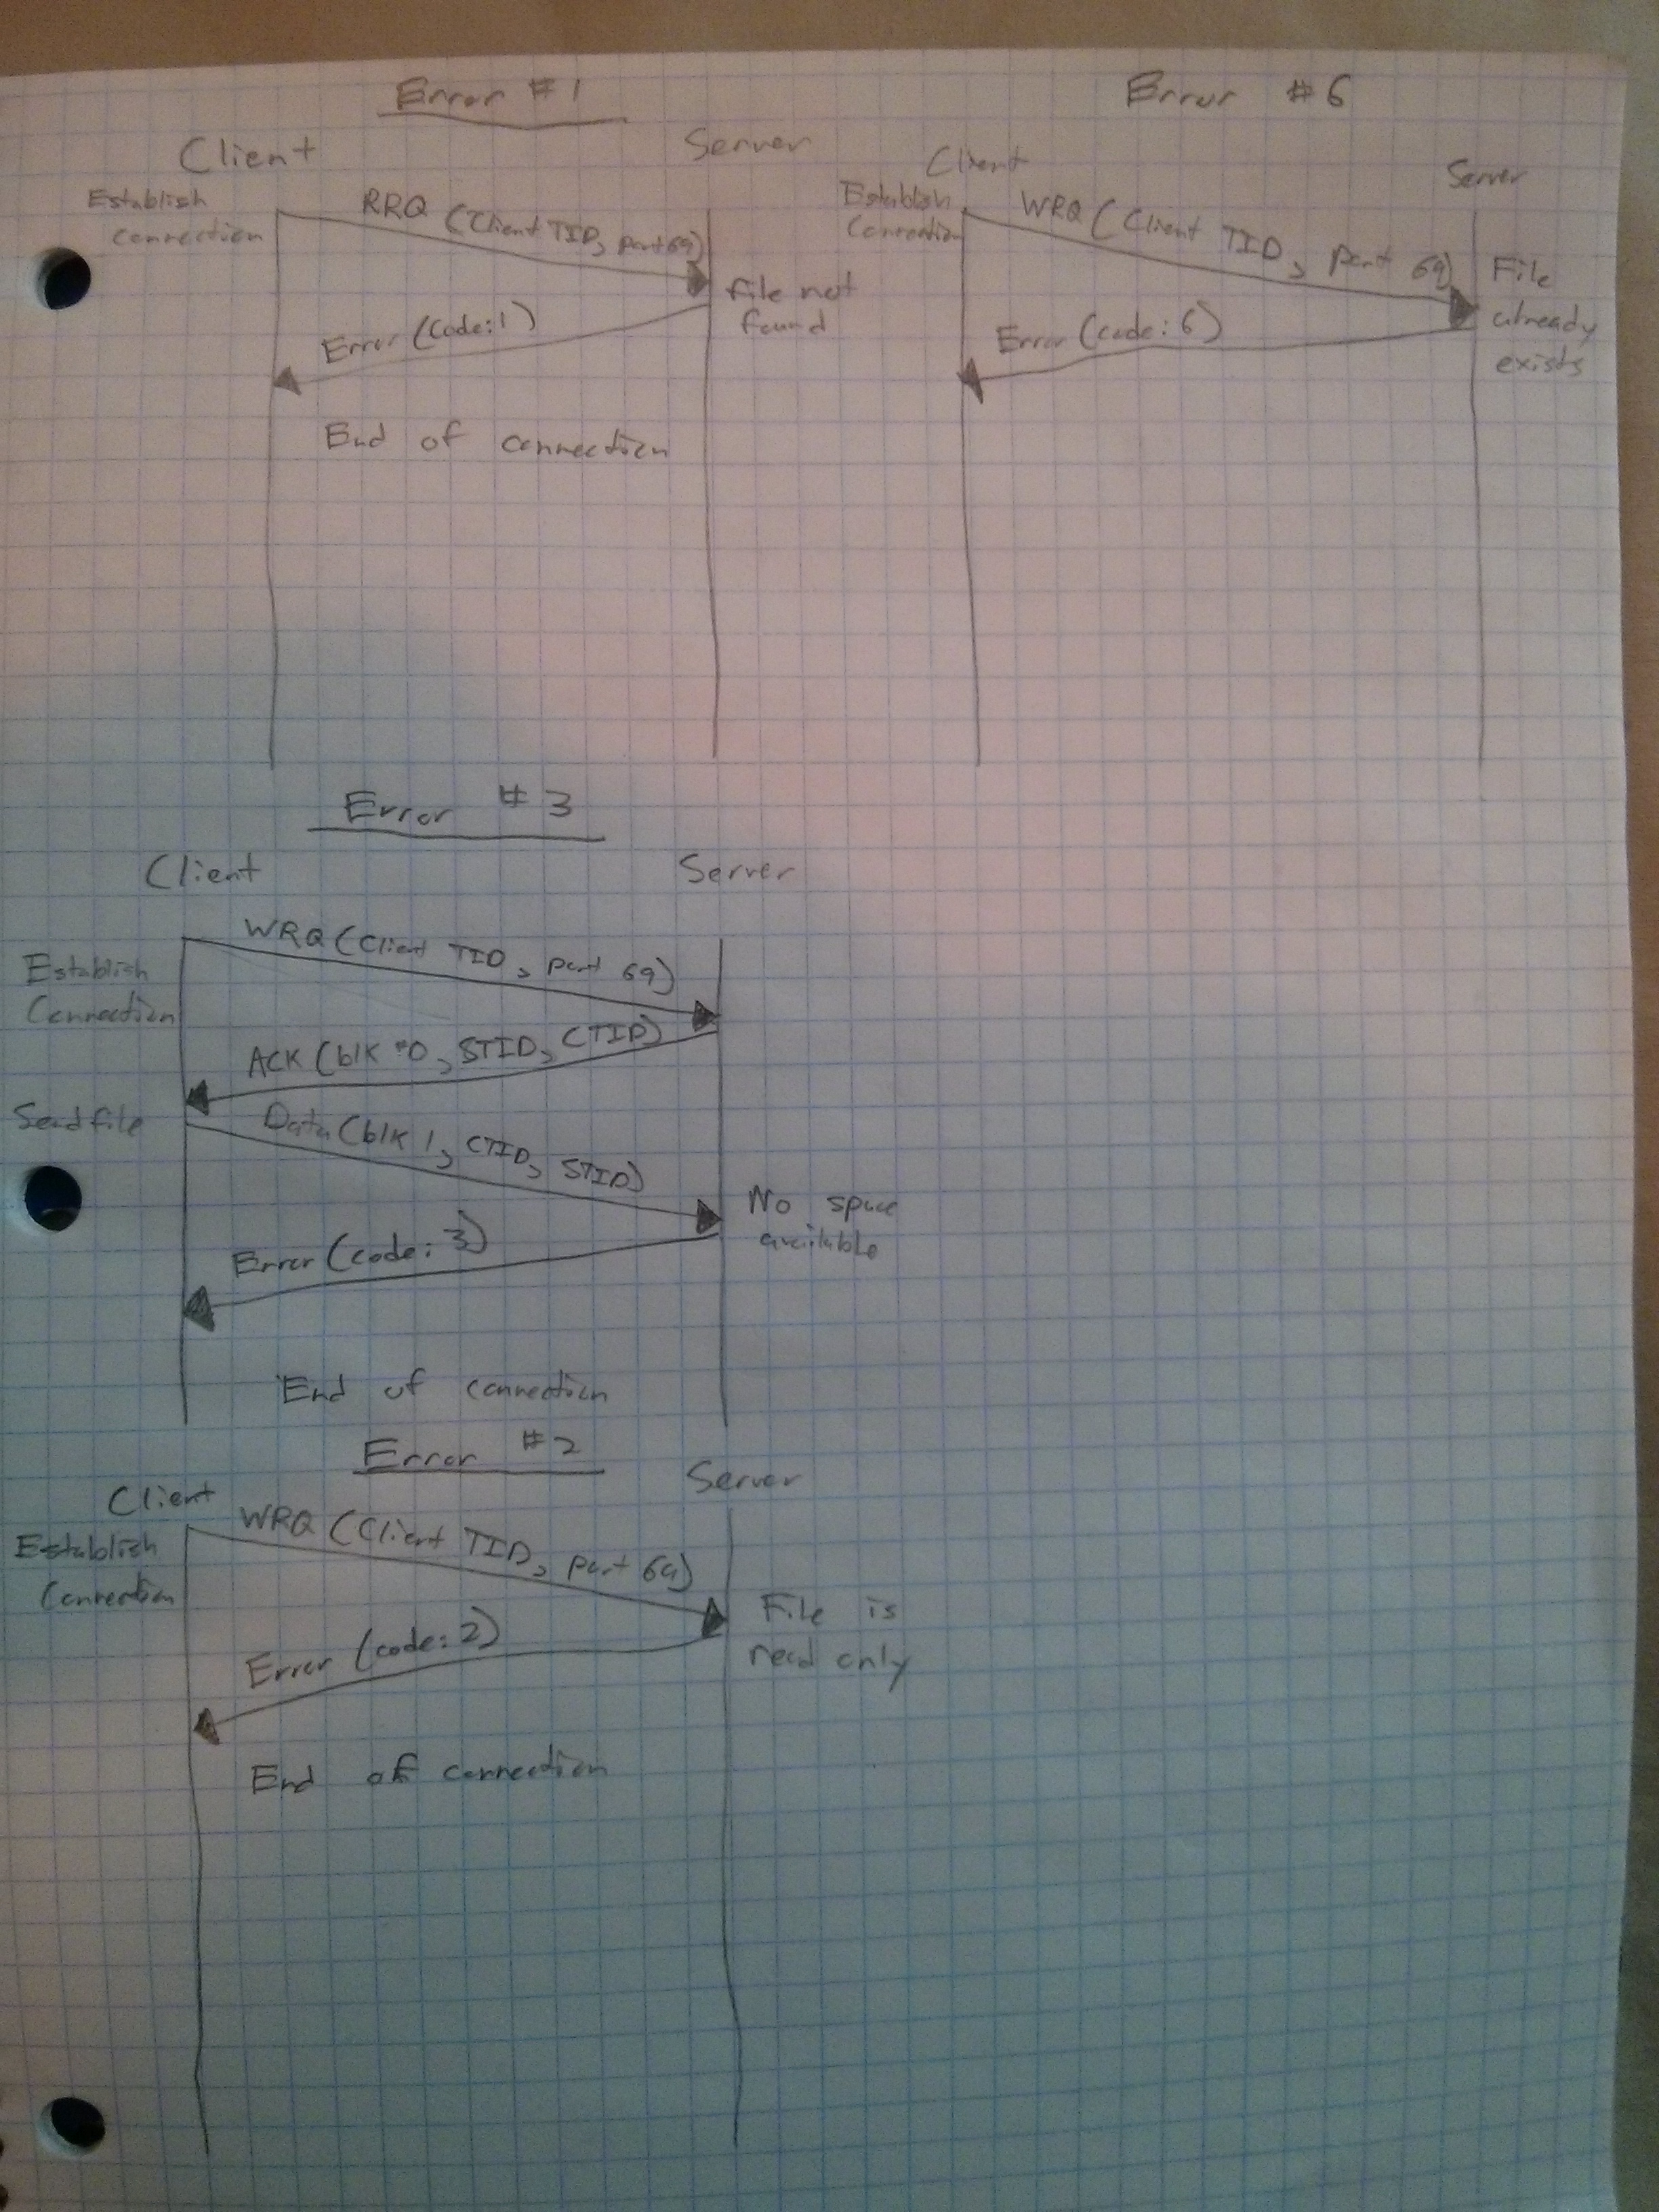 Error #1
Client
Server
Establish
connection
RRQ (Client TID, port 69)
file not
found
Error (code:1)
End of connection
Error #6
Client
Server
Establish
Connection
WRQ (Client TID, port 69)
File
already
exists
Error (code:6)
Error #3
Client
Server
WRQ (Client TID, port 69)
Establish
Connection
ACK (blk #0, STID, CTID)
Send file
Data (blk 1, CTID, STID)
No space
available
Error (code: 3)
End of connection
Error #2
Client
Server
Establish
Connection
WRQ (Client TID, port 69)
File is
read only
Error (code:2)
End of connection